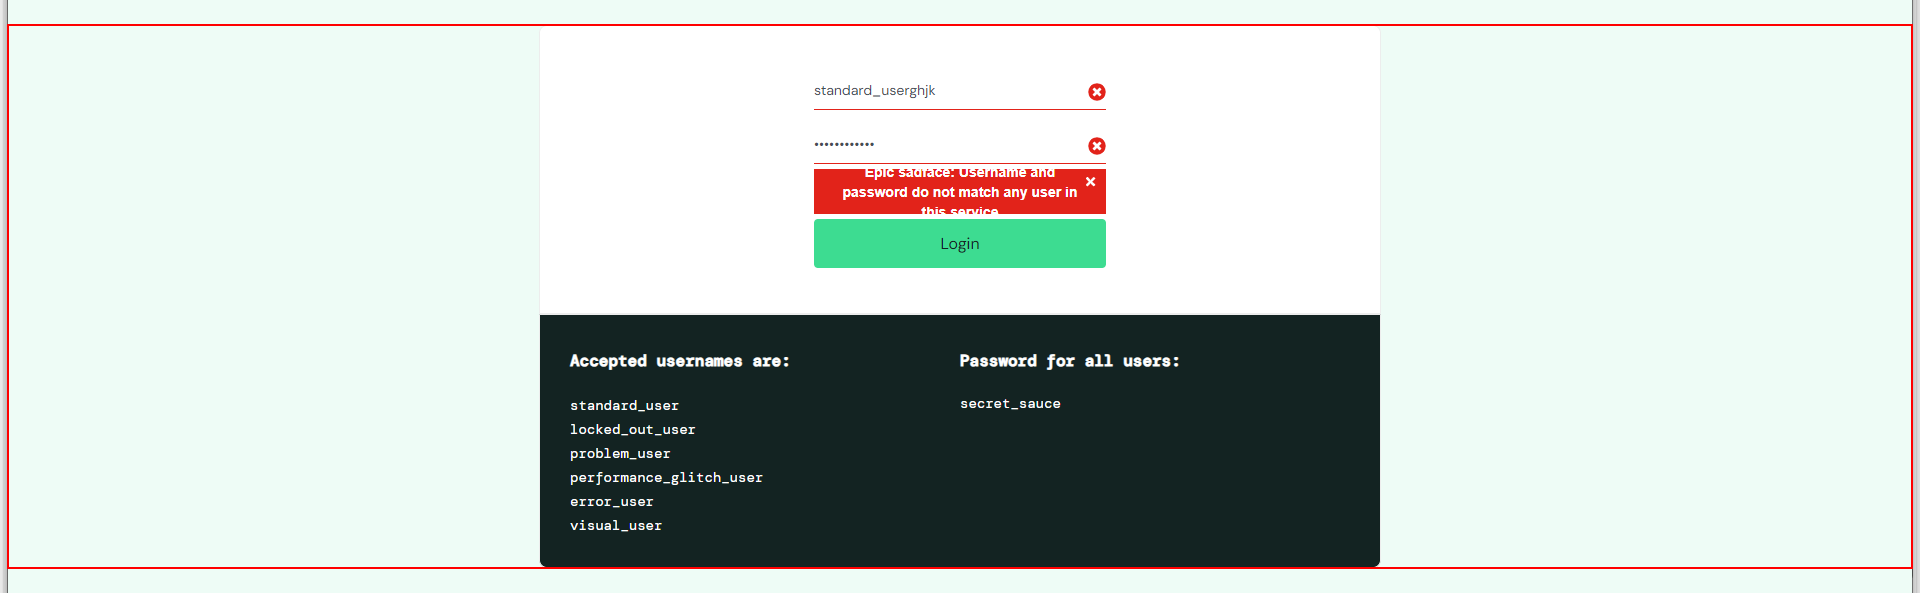 standard_userghjk
••••••••••••
Epic sadface: Username and
password do not match any user in
this service
Login
Accepted usernames are:
Password for all users:
standard_user
secret_sauce
locked_out_user
problem_user
performance_glitch_user
error_user
visual_user